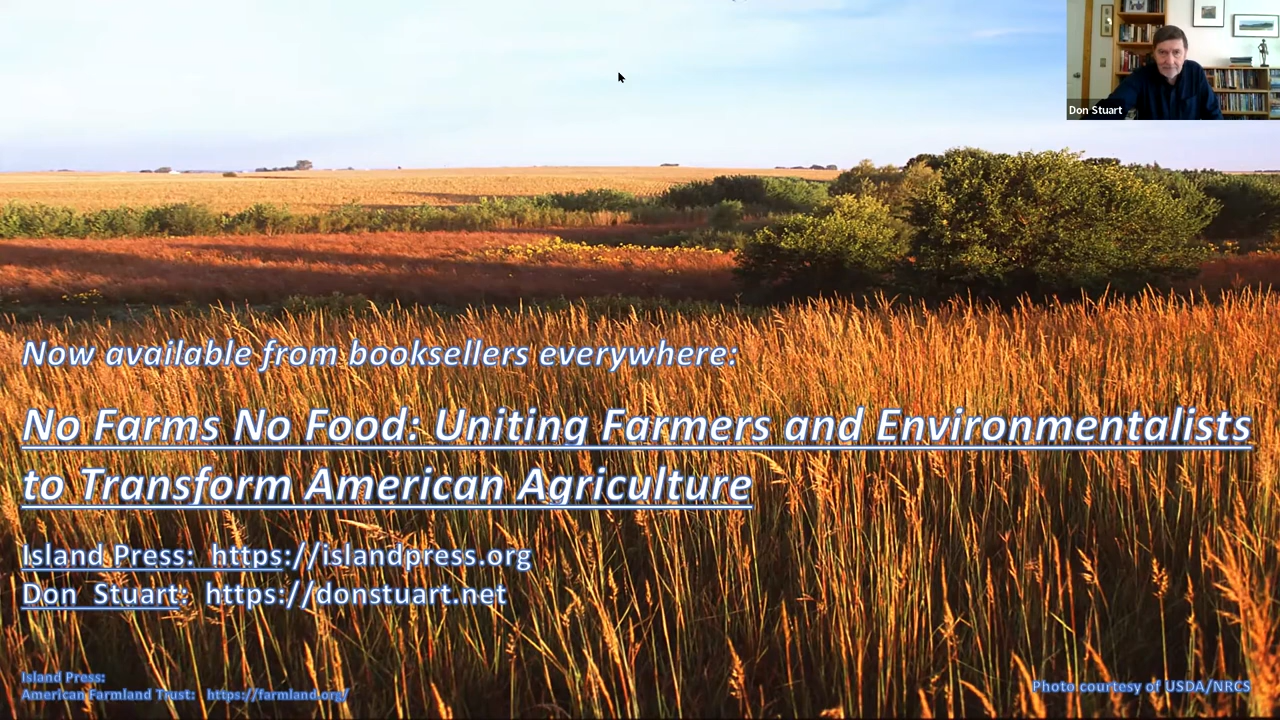 Don Stuart
Now available from booksellers everywhere:
No Farms No Food: Uniting Farmers and Environmentalists
to Transform American Agriculture
Island Press: https://islandpress.org
Don Stuart: https://donstuart.net
Island Press:
American Farmland Trust: https://farmland.org/
Photo courtesy of USDA/NRCS